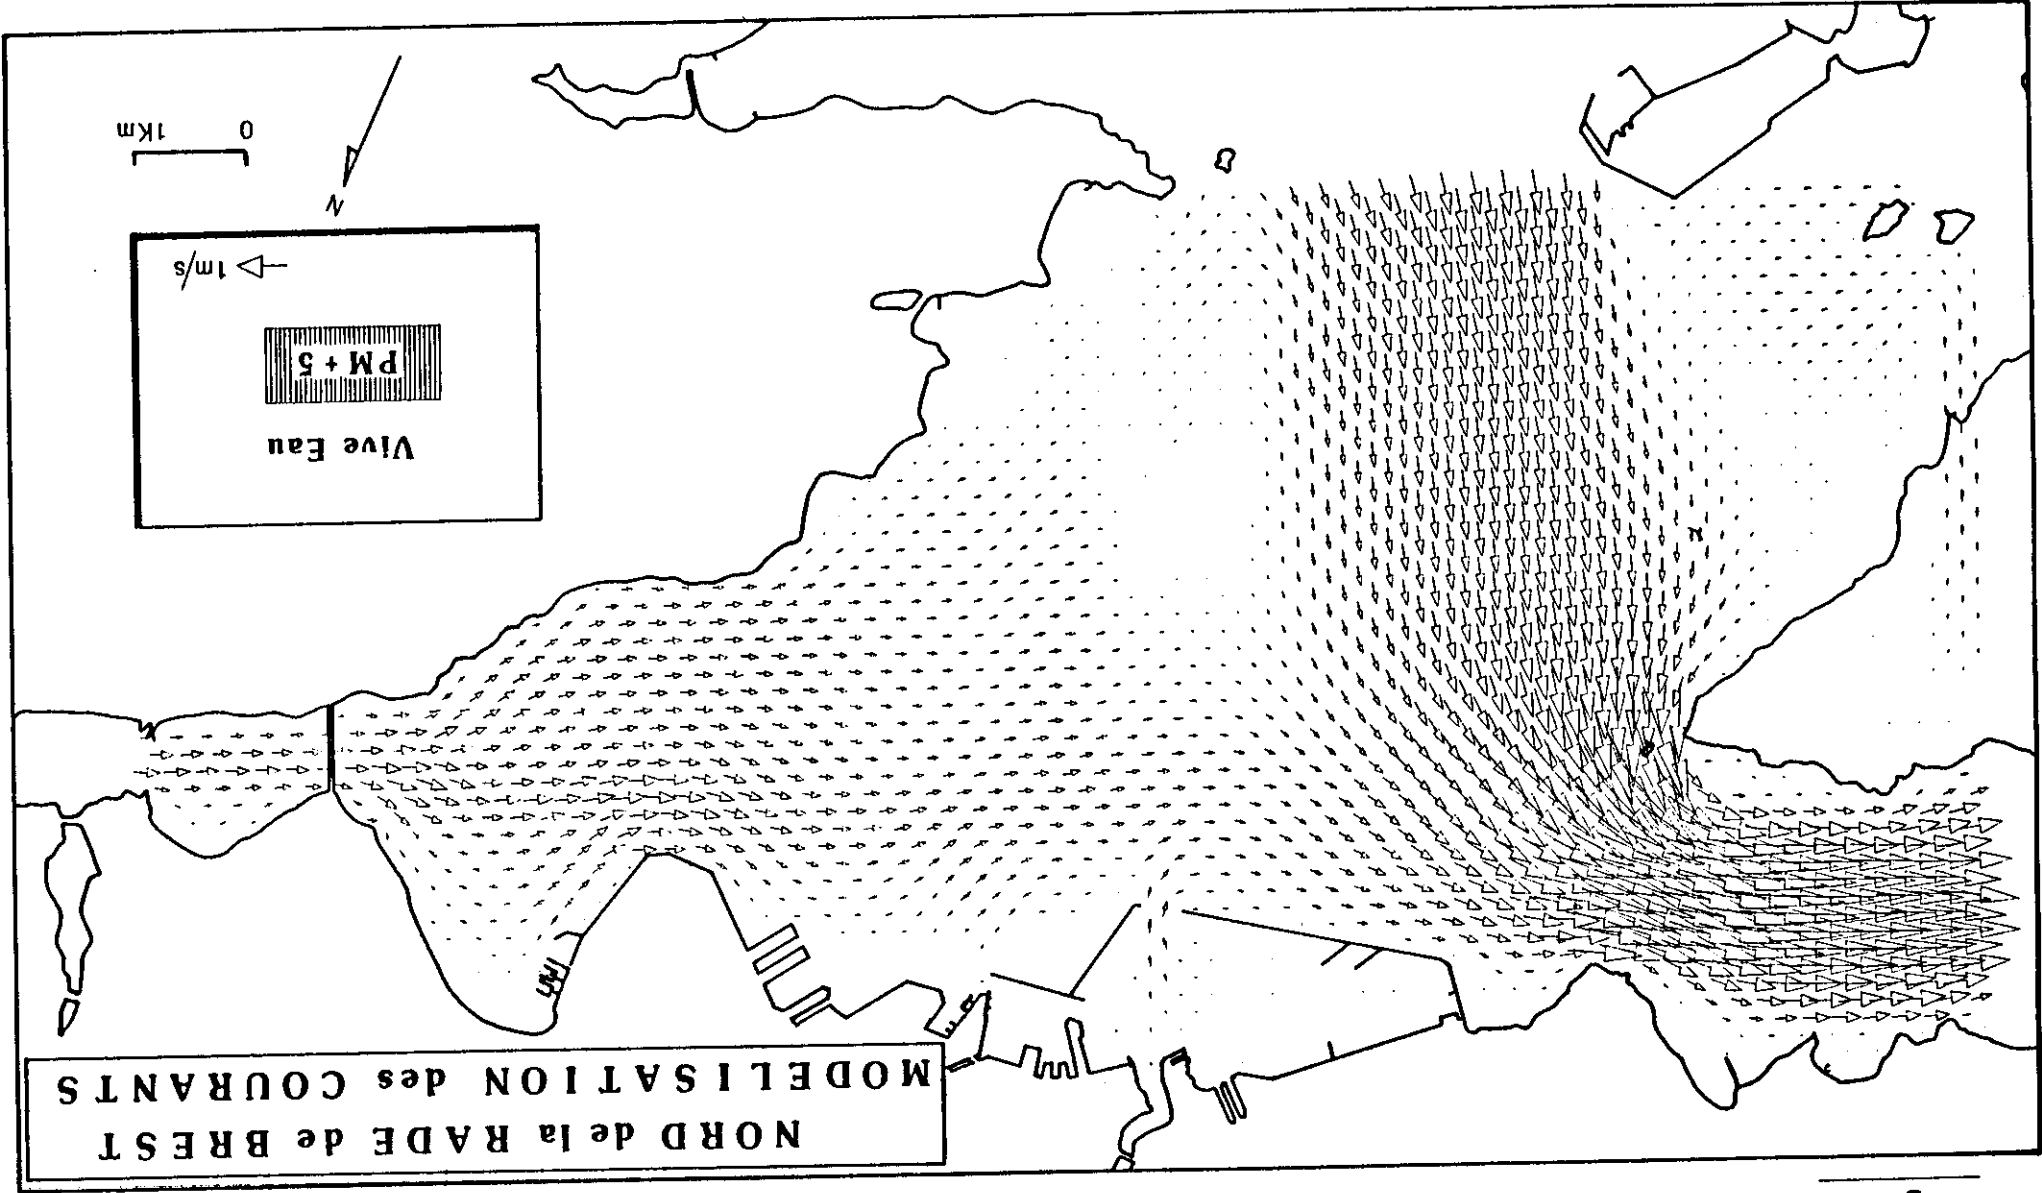 NORD de la RADE de BREST
MODELISATION des COURANTS
Vive Eau
PM + 5
1m/s
N
0 1Km